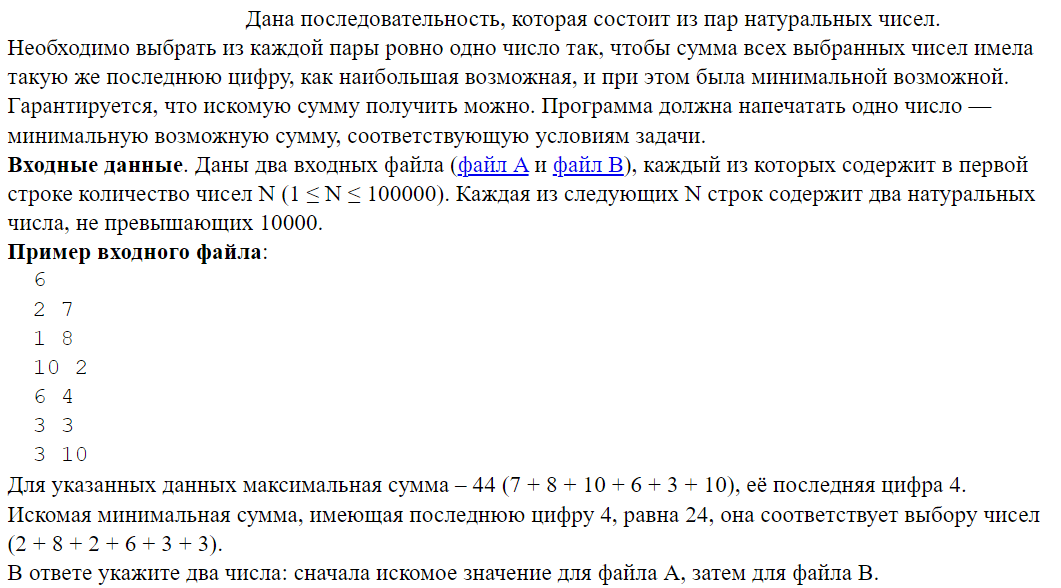 Дана последовательность, которая состоит из пар натуральных чисел.
Необходимо выбрать из каждой пары ровно одно число так, чтобы сумма всех выбранных чисел имела
такую же последнюю цифру, как наибольшая возможная, и при этом была минимальной возможной.
Гарантируется, что искомую сумму получить можно. Программа должна напечатать одно число —
минимальную возможную сумму, соответствующую условиям задачи.
Входные данные. Даны два входных файла (файл A и файл B), каждый из которых содержит в первой
строке количество чисел N (1 ≤ N ≤ 100000). Каждая из следующих N строк содержит два натуральных
числа, не превышающих 10000.
Пример входного файла:
6
2 7
1 8
10 2
6 4
3 3
3 10
Для указанных данных максимальная сумма – 44 (7 + 8 + 10 + 6 + 3 + 10), её последняя цифра 4.
Искомая минимальная сумма, имеющая последнюю цифру 4, равна 24, она соответствует выбору чисел
(2 + 8 + 2 + 6 + 3 + 3).
В ответе укажите два числа: сначала искомое значение для файла A, затем для файла B.